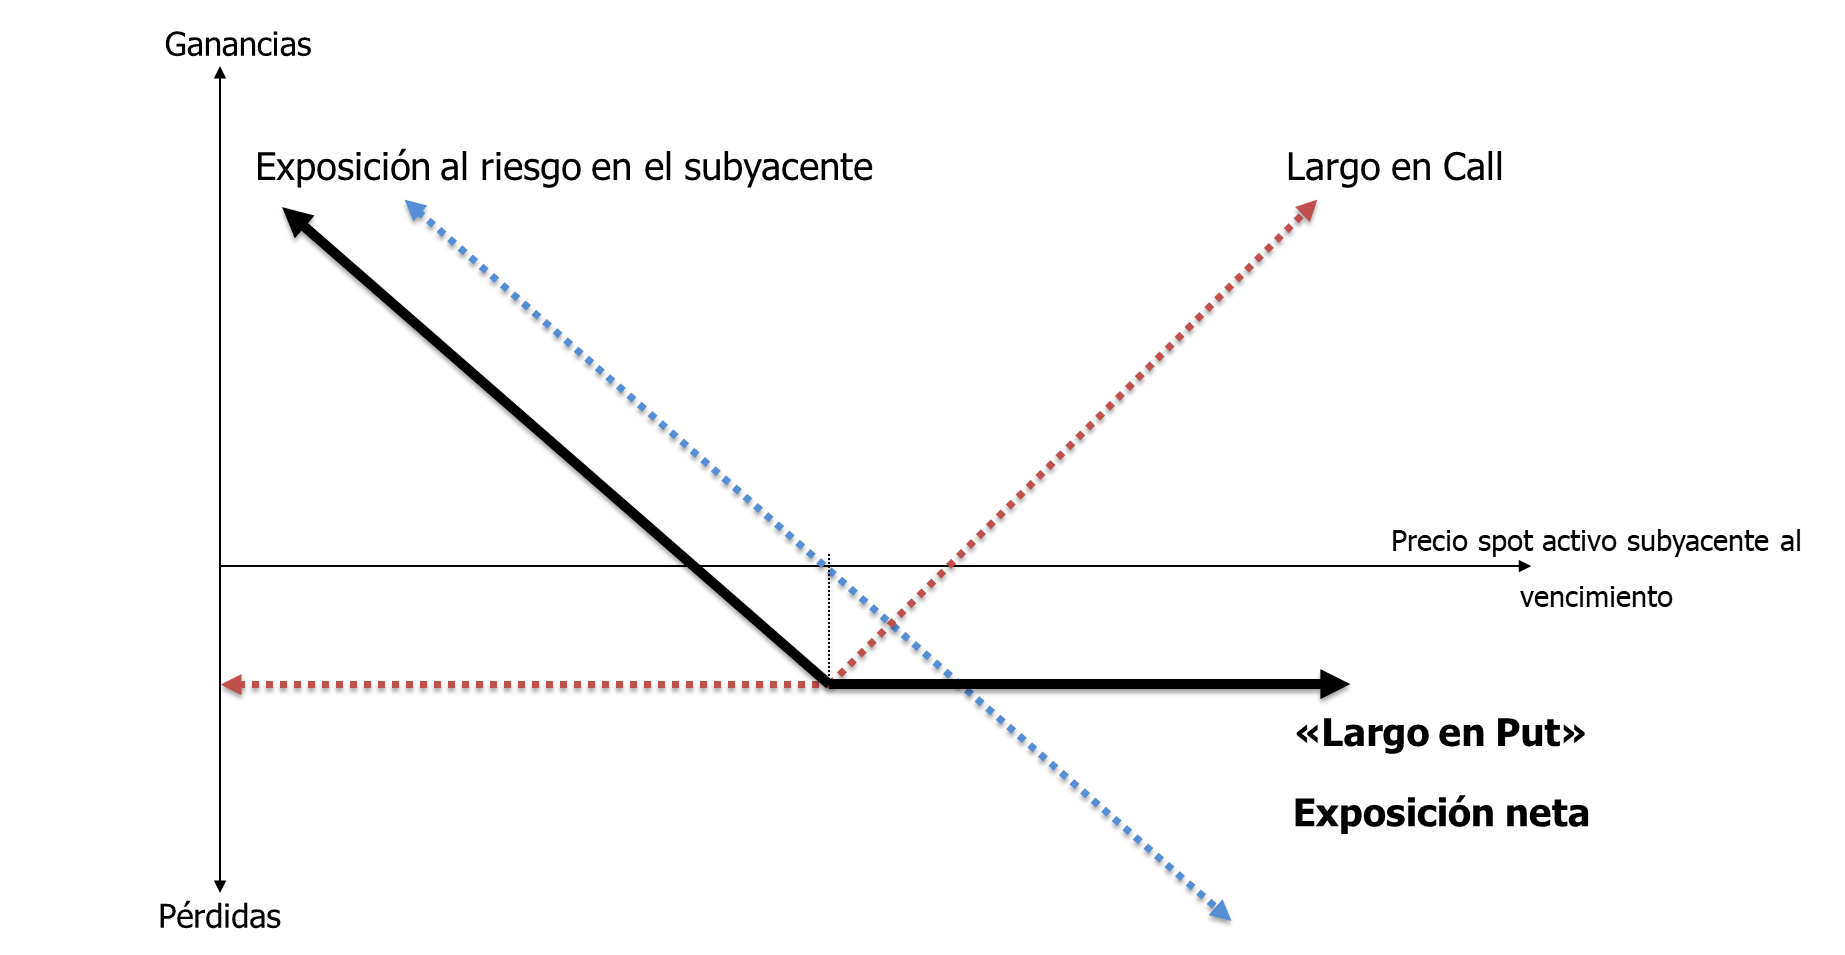 Ganancias
Exposición al riesgo en el subyacente
Largo en Call
Precio spot activo subyacente al
vencimiento
«Largo en Put»
Exposición neta
Pérdidas